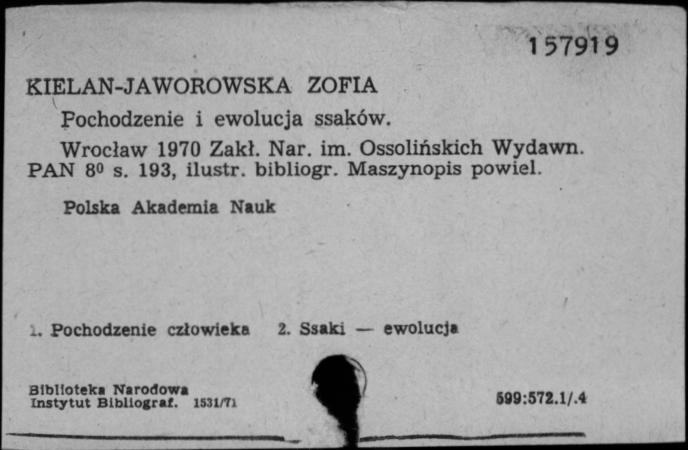 157919
KIELAN-JAWOROWSKA ZOFIA
Pochodzenie i ewolucja ssaków.
Wrocław 1970 Zakł. Nar. im. Ossolińskich Wydawn.
PAN 8⁰ s. 193, ilustr. bibliogr. Maszynopis powiel.
Polska Akademia Nauk
1. Pochodzenie człowieka 2. Ssaki — ewolucja
Biblioteka Narodowa
Instytut Bibliograf. 1531/71
599:572.1/.4